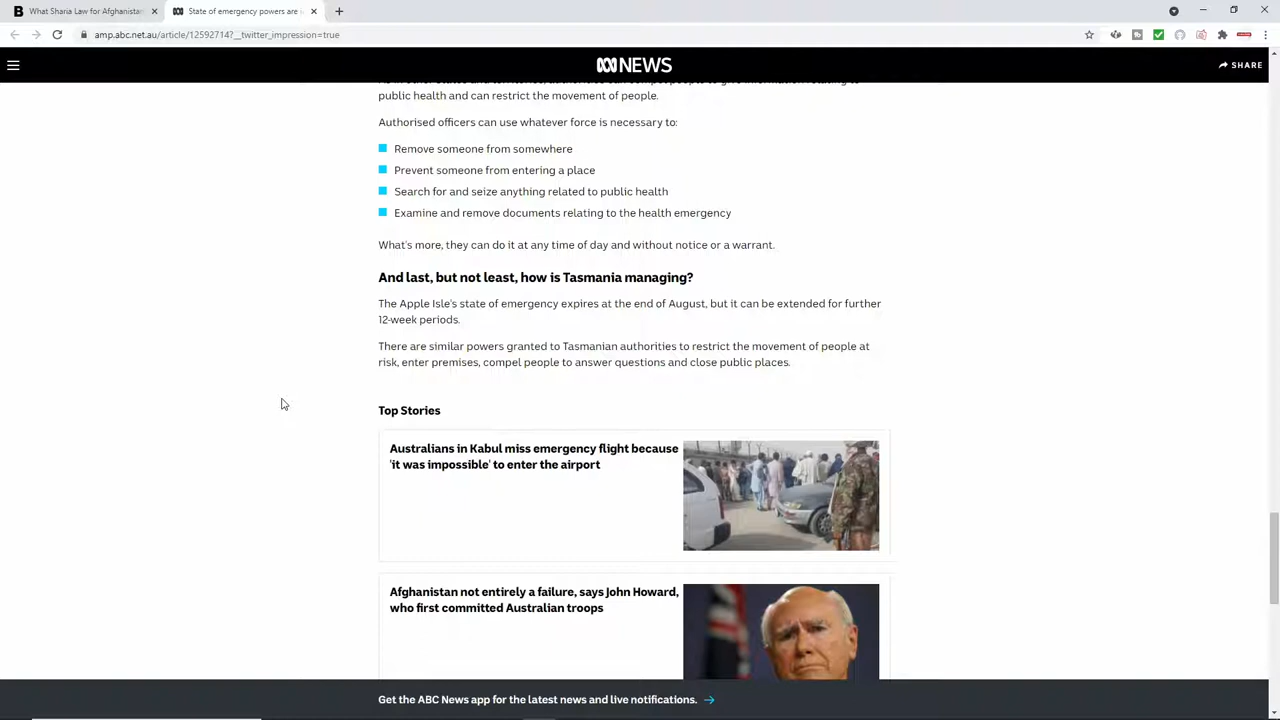 What Sharia Law for Afghanistan
State of emergency powers are
amp.abc.net.au/article/12592714?__twitter_impression=true
NEWS
SHARE
public health and can restrict the movement of people.
Authorised officers can use whatever force is necessary to:
Remove someone from somewhere
Prevent someone from entering a place
Search for and seize anything related to public health
Examine and remove documents relating to the health emergency
What's more, they can do it at any time of day and without notice or a warrant.
And last, but not least, how is Tasmania managing?
The Apple Isle's state of emergency expires at the end of August, but it can be extended for further
12-week periods.
There are similar powers granted to Tasmanian authorities to restrict the movement of people at
risk, enter premises, compel people to answer questions and close public places.
Top Stories
Australians in Kabul miss emergency flight because
'it was impossible' to enter the airport
Afghanistan not entirely a failure, says John Howard,
who first committed Australian troops
Get the ABC News app for the latest news and live notifications. →